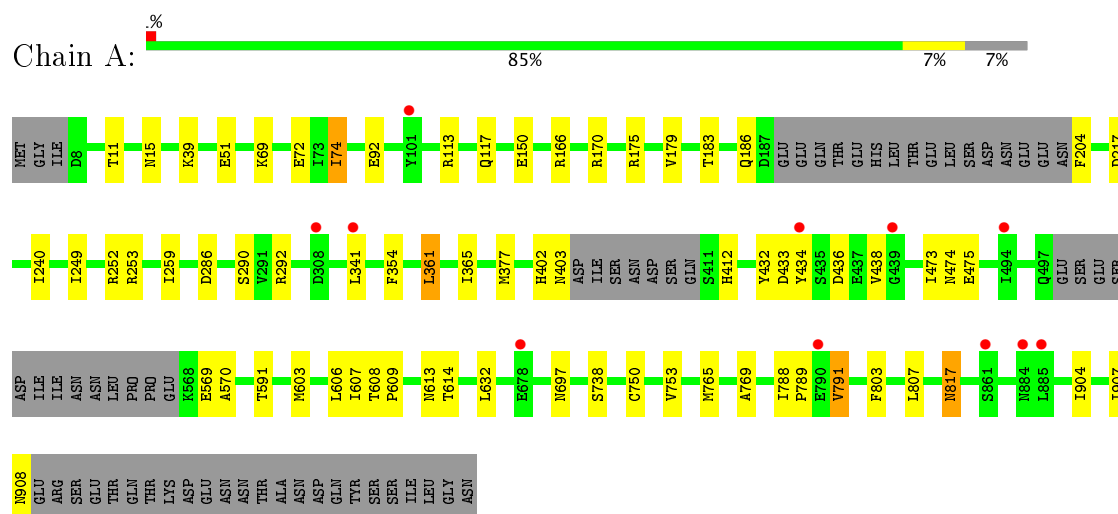 .%
Chain A:
85% 7% 7%
MET GLY ILE D8 T11 N15 K39 E51 K69 E72 I73 I74 E92 Y101 R113 Q117 E150 R166 R170 R175 V179 T183 Q186 D187 GLU GLU GLN THR GLU HIS LEU THR GLU LEU SER ASP ASN GLU GLU ASN F204
I240 I249 R252 R253 I259 D286 S290 V291 R292 D308 L341 F354 L361 I365 M377 H402 N403 ASP ILE SER ASN ASP SER GLN S411 H412 Y432 D433 Y434 S435 D436 E437 V438 G439 I473 N474 E475 I494 Q497 GLU SER GLU SER
ASP ILE ILE ASN ASN LEU PRO PRO GLU K568 E569 A570 T591 M603 L606 I607 T608 P609 N613 T614 L632 E678 N697 S738 C750 V753 M765 A769 I788 P789 E790 V791 F803 L807 N817 S861 N884 L885 I904
N908 GLU ARG SER GLU THR GLN THR LYS ASP GLU ASN ASN THR ALA ASN ASP GLN TYR SER SER ILE LEU GLY ASN